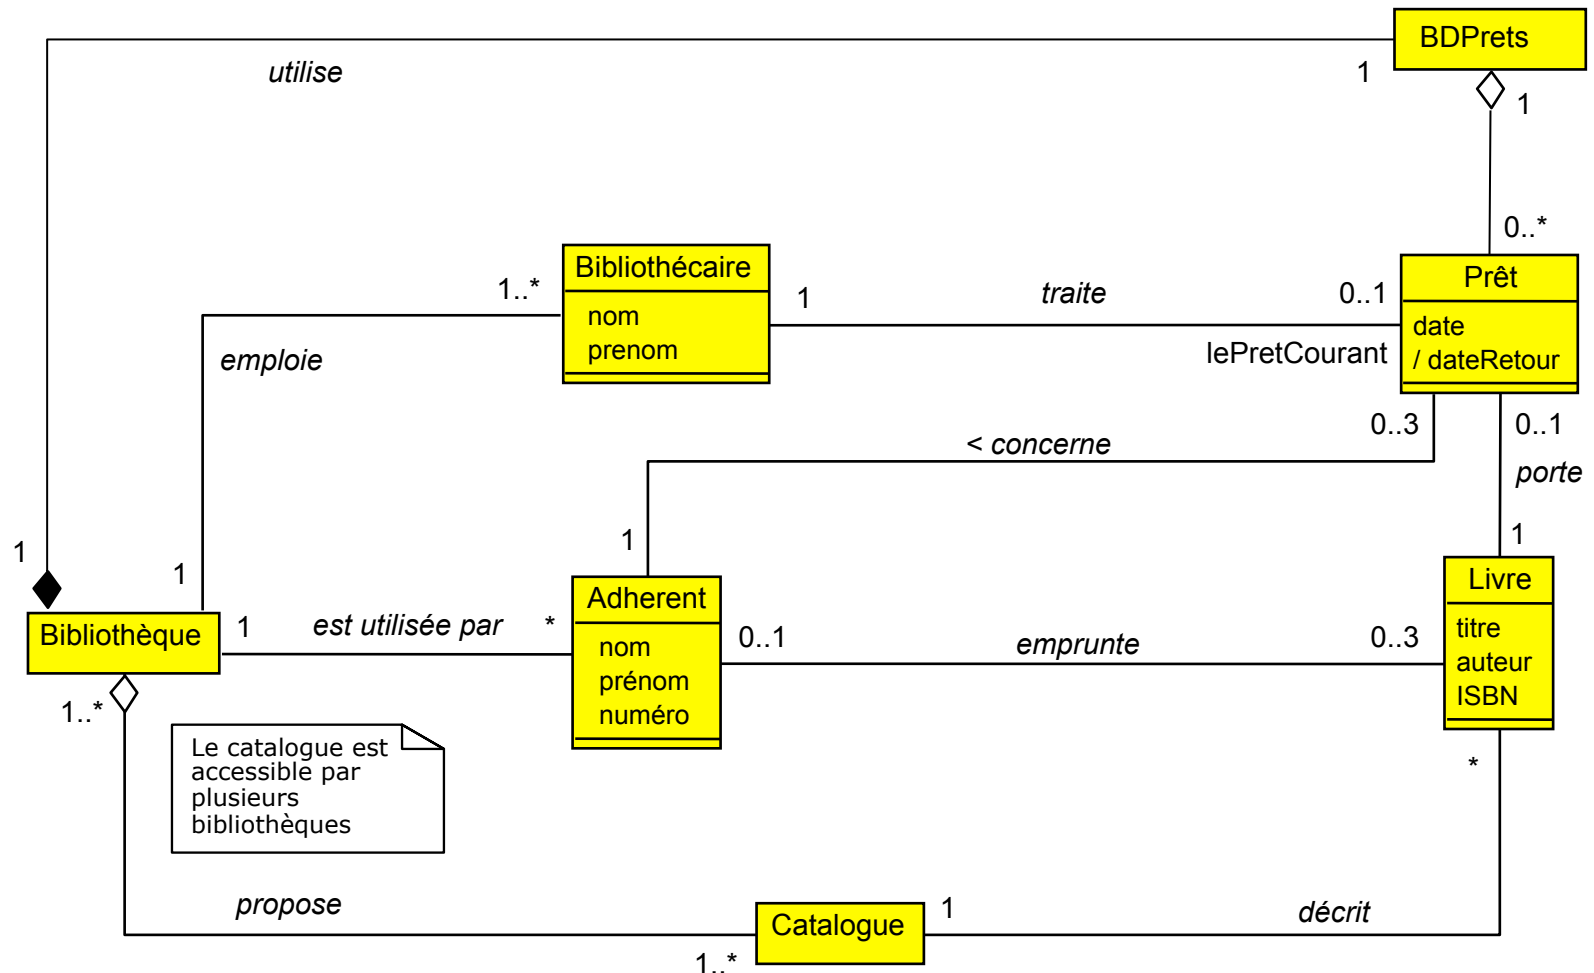 BDPrets
utilise
1
1
0..*
Bibliothécaire
nom
prenom
1..*
1
traite
0..1
lePretCourant
Prêt
date
/ dateRetour
emploie
0..3
0..1
< concerne
porte
1
1
1
1
Bibliothèque
1
est utilisée par
*
Adherent
nom
prénom
numéro
0..1
emprunte
0..3
Livre
titre
auteur
ISBN
1..*
Le catalogue est
accessible par
plusieurs
bibliothèques
*
propose
Catalogue
1
décrit
1..*